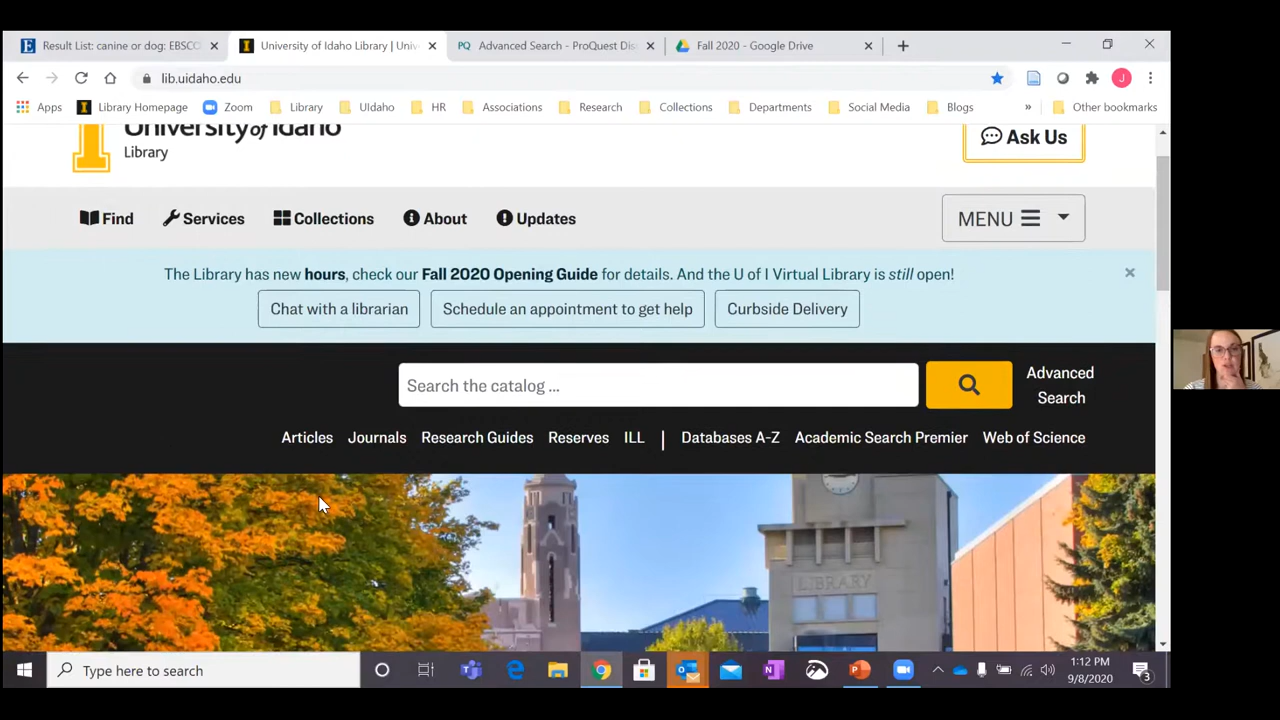 Result List: canine or dog: EBSCO
University of Idaho Library | Univ
PQ
Advanced Search - ProQuest Dis
Fall 2020 - Google Drive
lib.uidaho.edu
J
Apps
Library Homepage
Zoom
Library
UIdaho
HR
Associations
Research
Collections
Departments
Social Media
Blogs
»
Other bookmarks
University of Idaho
Library
Ask Us
Find
Services
Collections
About
Updates
MENU
The Library has new hours, check our Fall 2020 Opening Guide for details. And the U of I Virtual Library is still open!
Chat with a librarian
Schedule an appointment to get help
Curbside Delivery
Search the catalog ...
Advanced
Search
Articles
Journals
Research Guides
Reserves
ILL
Databases A-Z
Academic Search Premier
Web of Science
LIBRARY
Type here to search
1:12 PM
9/8/2020
3